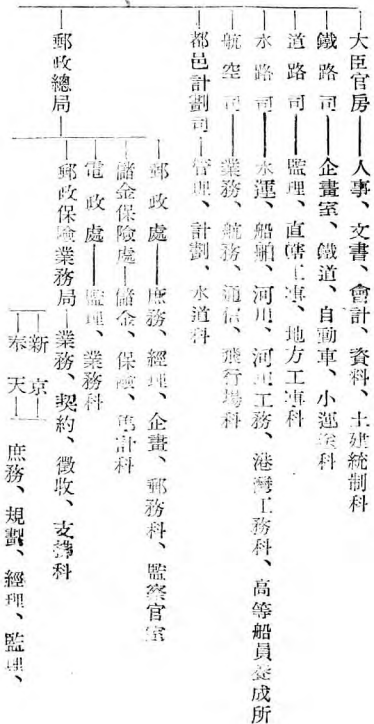 大臣官房——人事、文書、會計、資料、土建統制科
鐵路司——企畫室、鐵道、自動車、小運送科
道路司——監理、直轄工事、地方工事科
水路司——水運、船舶、河川、河川工務、港灣工務科、高等船員養成所
航空司——業務、航務、通信、飛行場科
都邑計劃司——管理、計劃、水道科
郵政總局
郵政處——庶務、經理、企畫、郵務科、監察官室
儲金保險處——儲金、保險、計科
電政處——監理、業務科
郵政保險業務局——業務、契約、徵收、支拂科
新京
奉天
庶務、規劃、經理、監理、